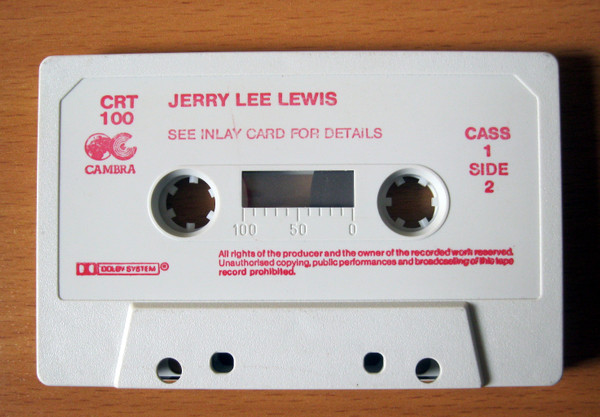 CRT
100
JERRY LEE LEWIS
SEE INLAY CARD FOR DETAILS
CAMBRA
CASS
1
SIDE
2
100 50 0
DOLBY SYSTEM®
All rights of the producer and the owner of the recorded work reserved.
Unauthorised copying, public performances and broadcasting of this tape
record prohibited.